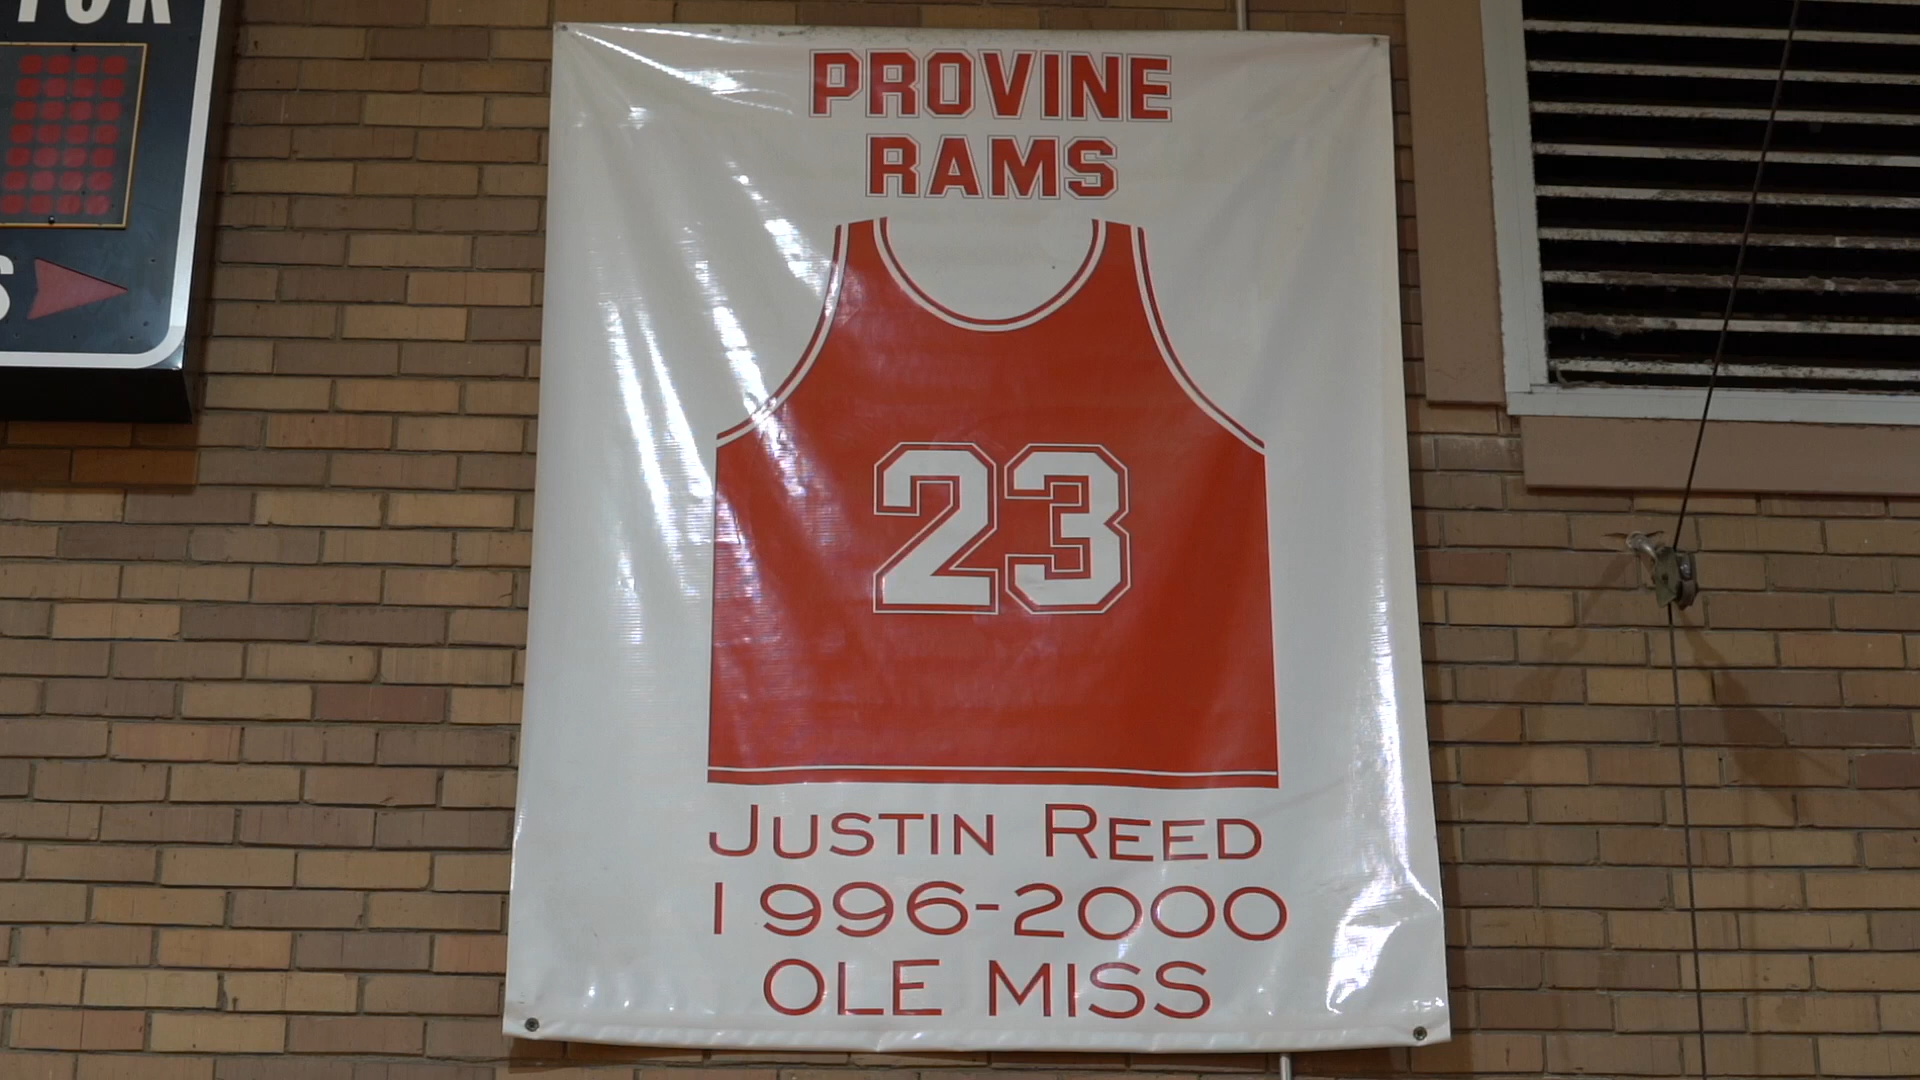 PROVINE
RAMS
23
JUSTIN REED
1996-2000
OLE MISS